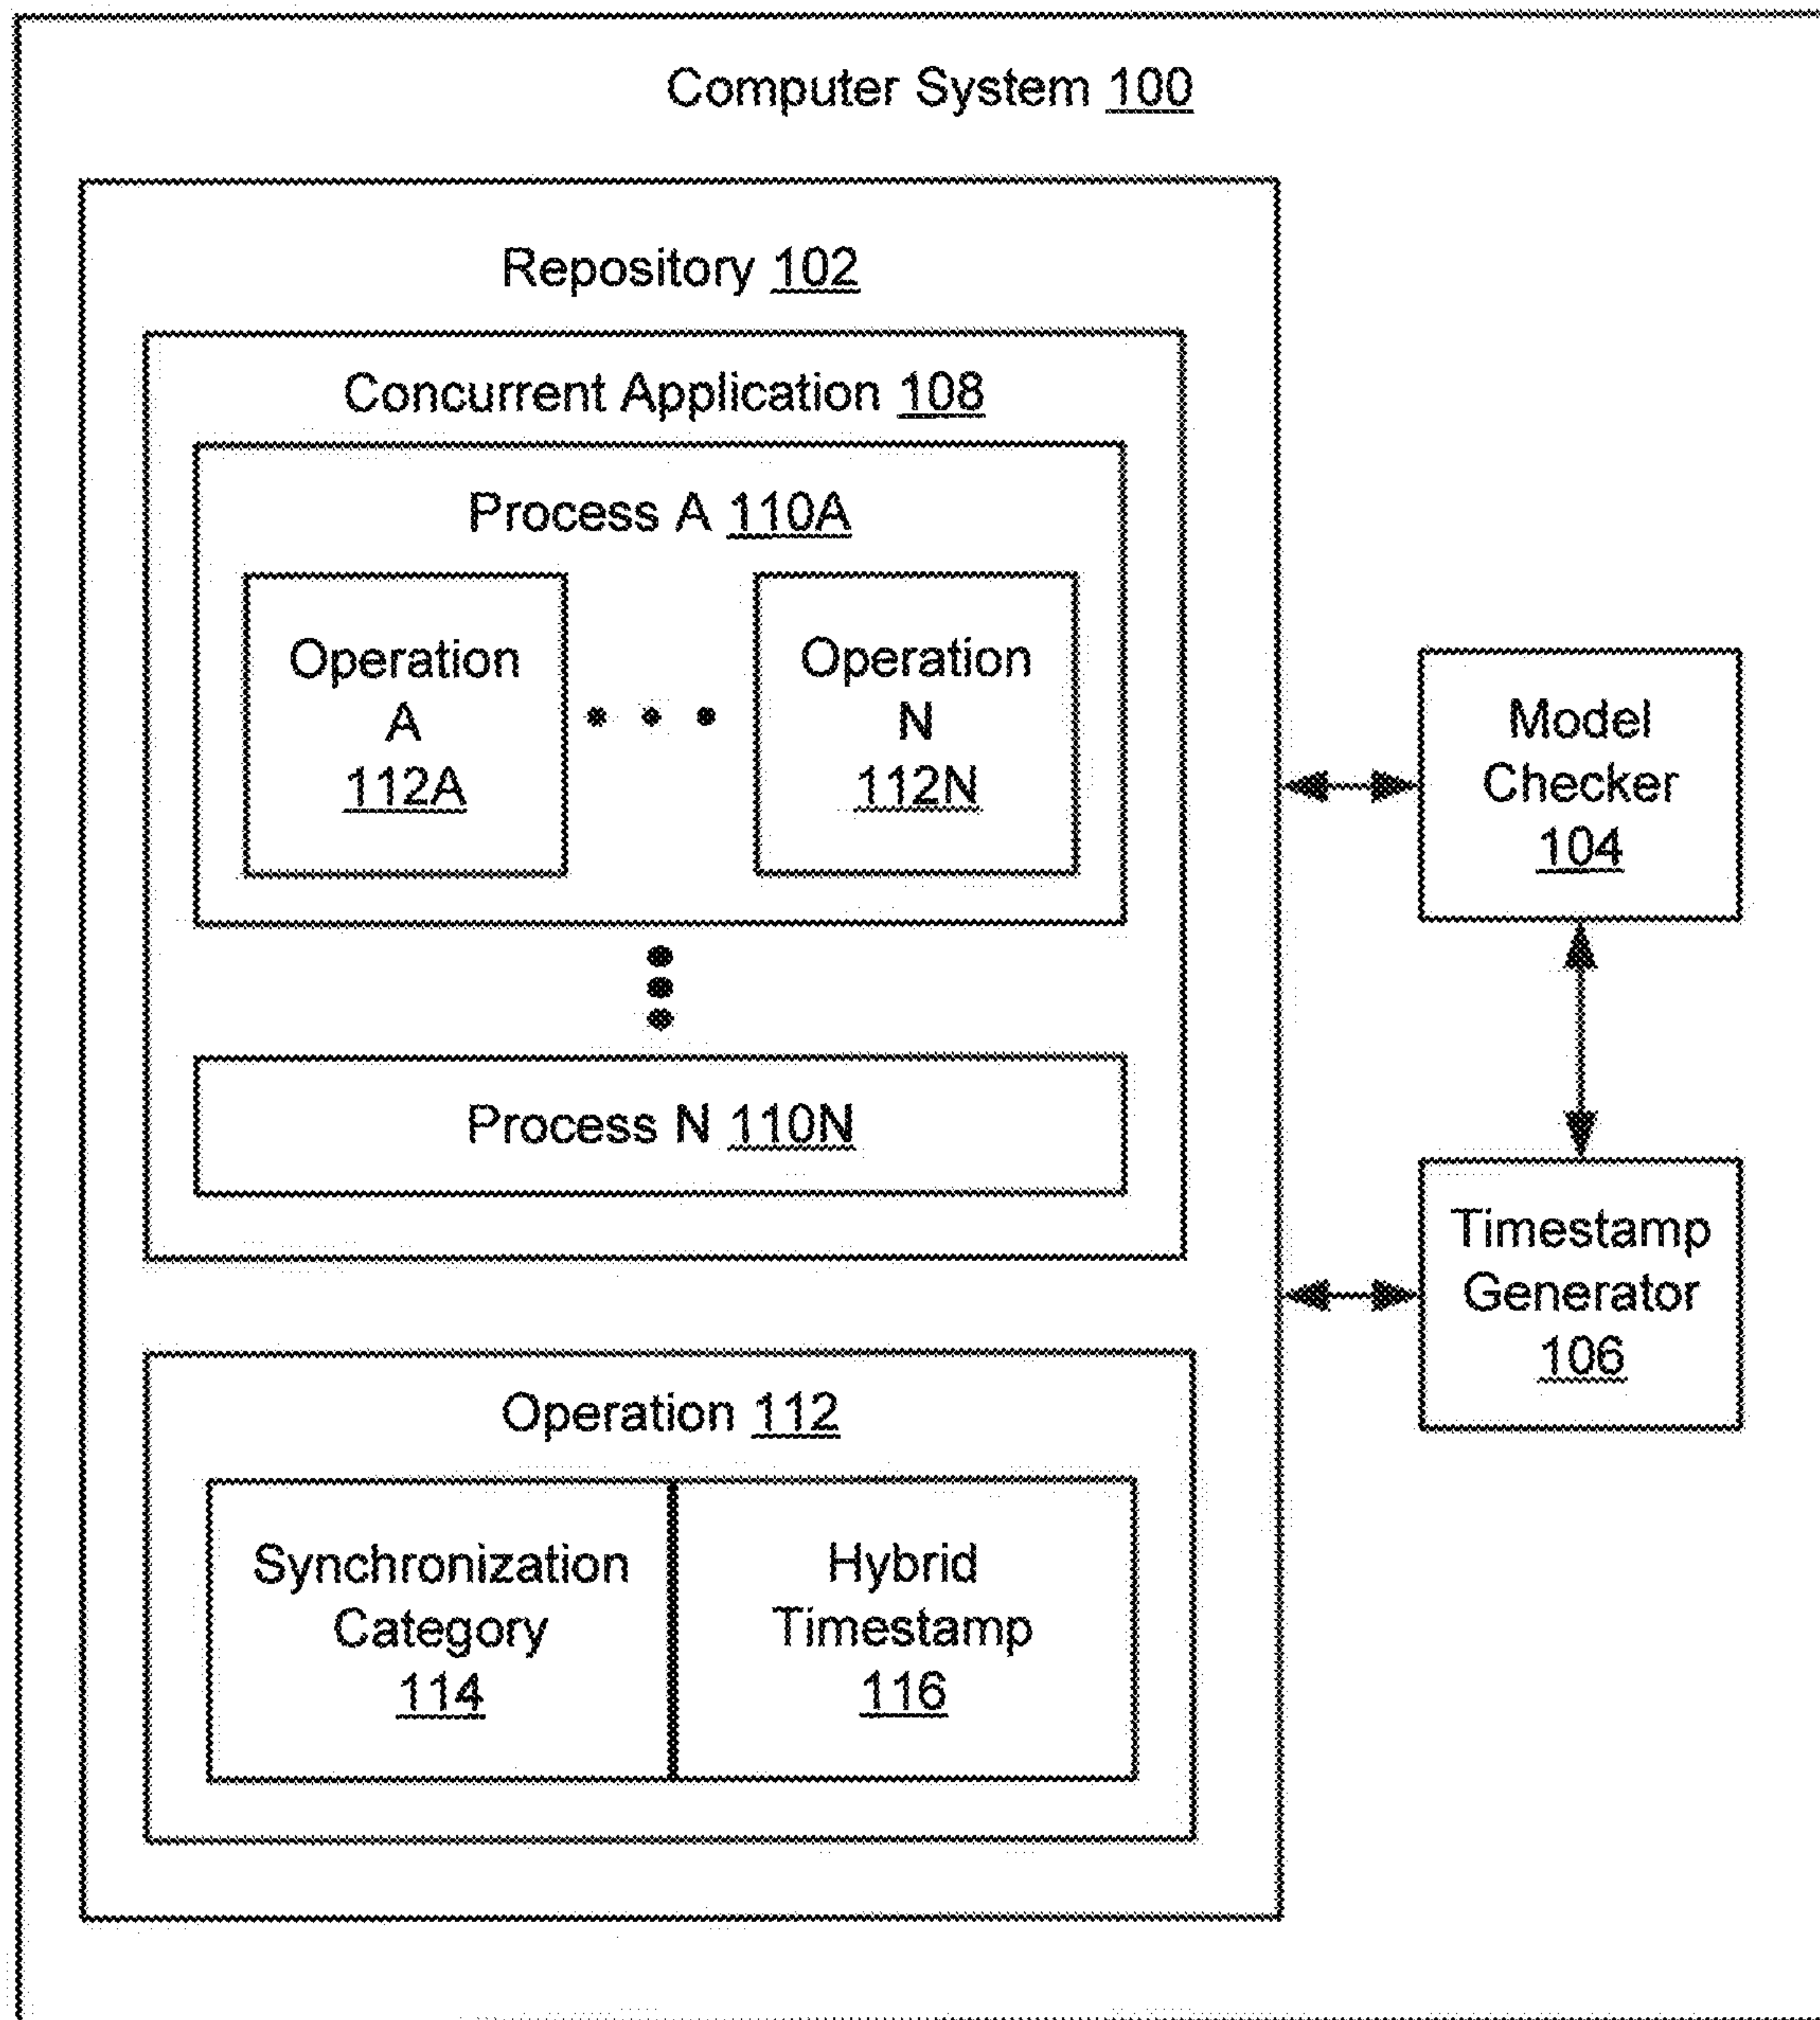 Computer System 100
Repository 102
Concurrent Application 108
Process A 110A
Operation
A
112A
Operation
N
112N
Process N 110N
Model
Checker
104
Timestamp
Generator
106
Operation 112
Synchronization
Category
114
Hybrid
Timestamp
116